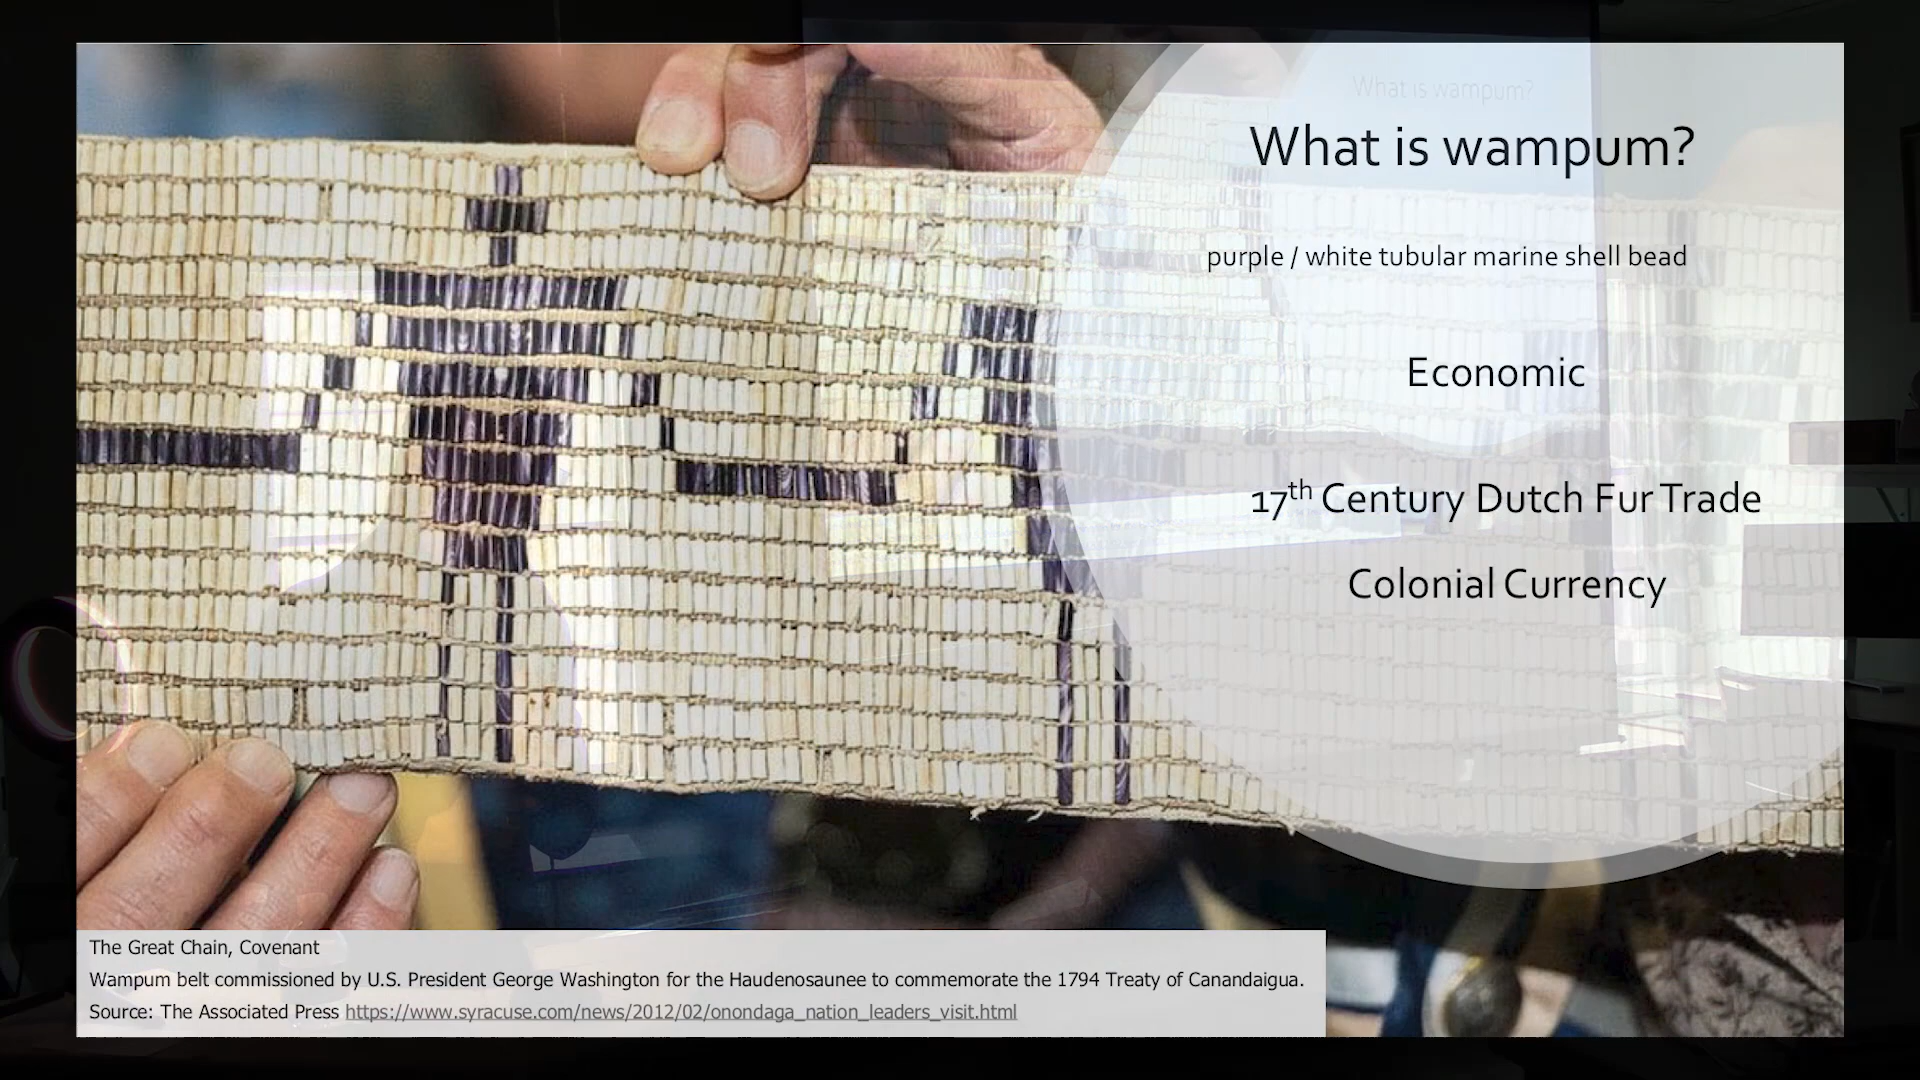 What is wampum?
What is wampum?
purple / white tubular marine shell bead
Economic
17th Century Dutch Fur Trade
Colonial Currency
The Great Chain, Covenant
Wampum belt commissioned by U.S. President George Washington for the Haudenosaunee to commemorate the 1794 Treaty of Canandaigua.
Source: The Associated Press https://www.syracuse.com/news/2012/02/onondaga_nation_leaders_visit.html